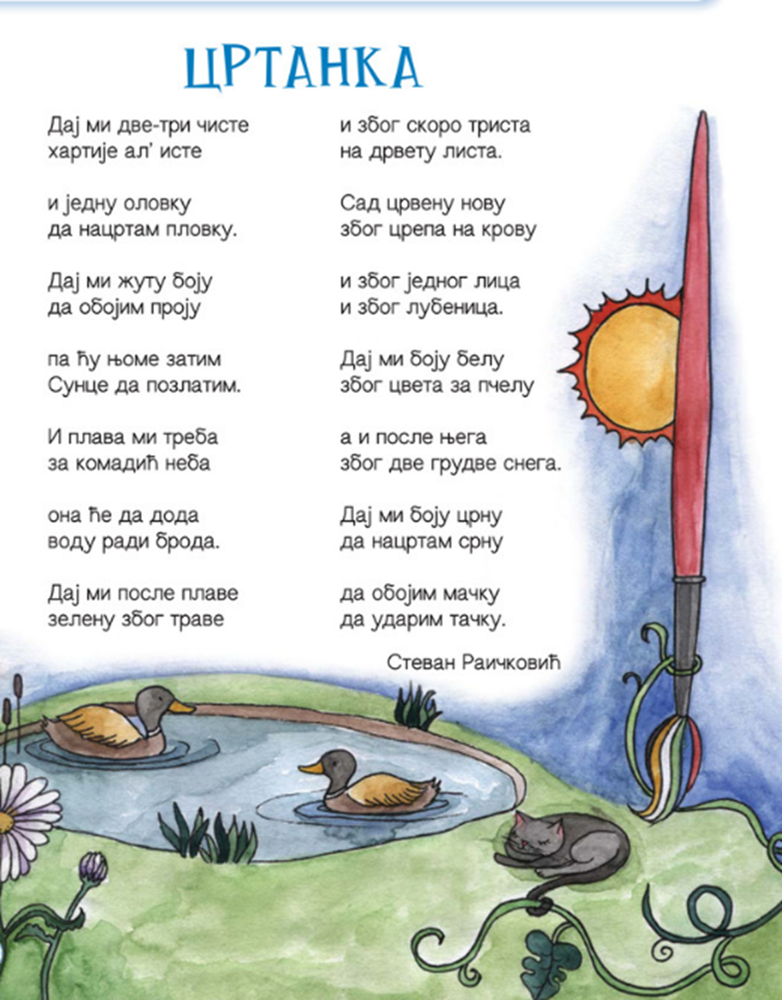 ЦРТАНКА
Дај ми две-три чисте
хартије ал’ исте
и једну оловку
да нацртам пловку.
Дај ми жуту боју
да обојим проју
па ћу њоме затим
Сунце да позлатим.
И плава ми треба
за комадић неба
она ће да дода
воду ради брода.
Дај ми после плаве
зелену због траве
и због скоро триста
на дрвету листа.
Сад црвену нову
због црепа на крову
и због једног лица
и због лубеница.
Дај ми боју белу
због цвета за пчелу
а и после њега
због две грудве снега.
Дај ми боју црну
да нацртам срну
да обојим мачку
да ударим тачку.
Стеван Раичковић